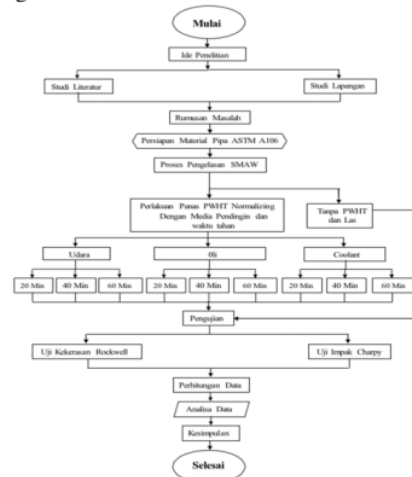 Mulai
Ide Penelitian
Studi Literatur
Studi Lapangan
Rumusan Masalah
Persiapan Material Pipa ASTM A106
Proses Pengelasan SMAW
Perlakuan Panas PWHT Normalizing
Dengan Media Pendingin dan
waktu tahan
Tanpa PWHT
dan Las
Udara
Oli
Coolant
20 Min
40 Min
60 Min
20 Min
40 Min
60 Min
20 Min
40 Min
60 Min
Pengujian
Uji Kekerasan Rockwell
Uji Impak Charpy
Perhitungan Data
Analisa Data
Kesimpulan
Selesai